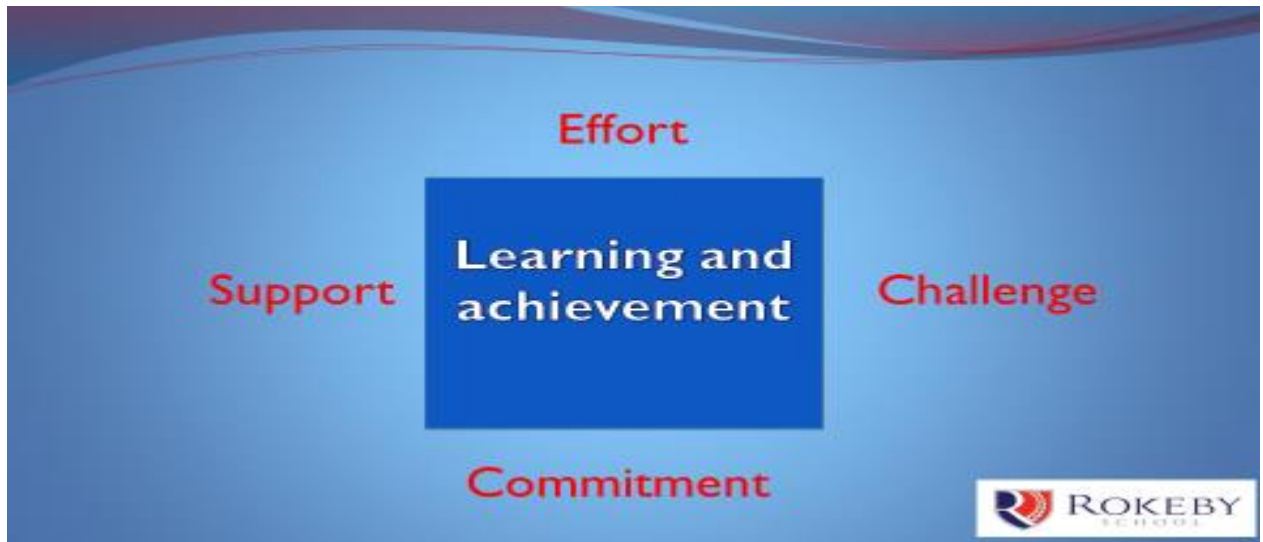 Effort
Support
Learning and
achievement
Challenge
Commitment
ROKEBY
SCHOOL